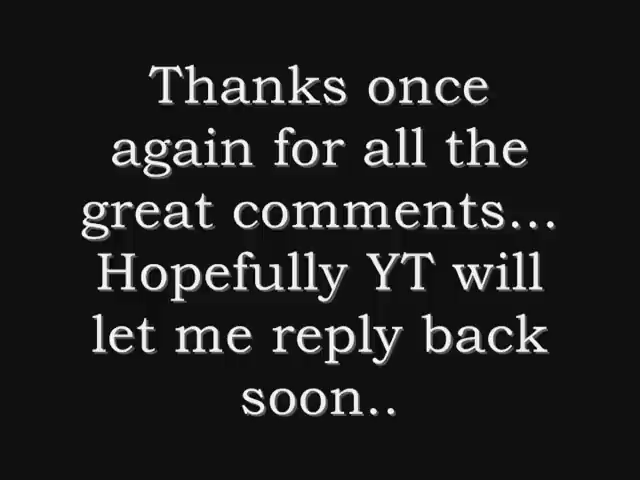 Thanks once
again for all the
great comments...
Hopefully YT will
let me reply back
soon..